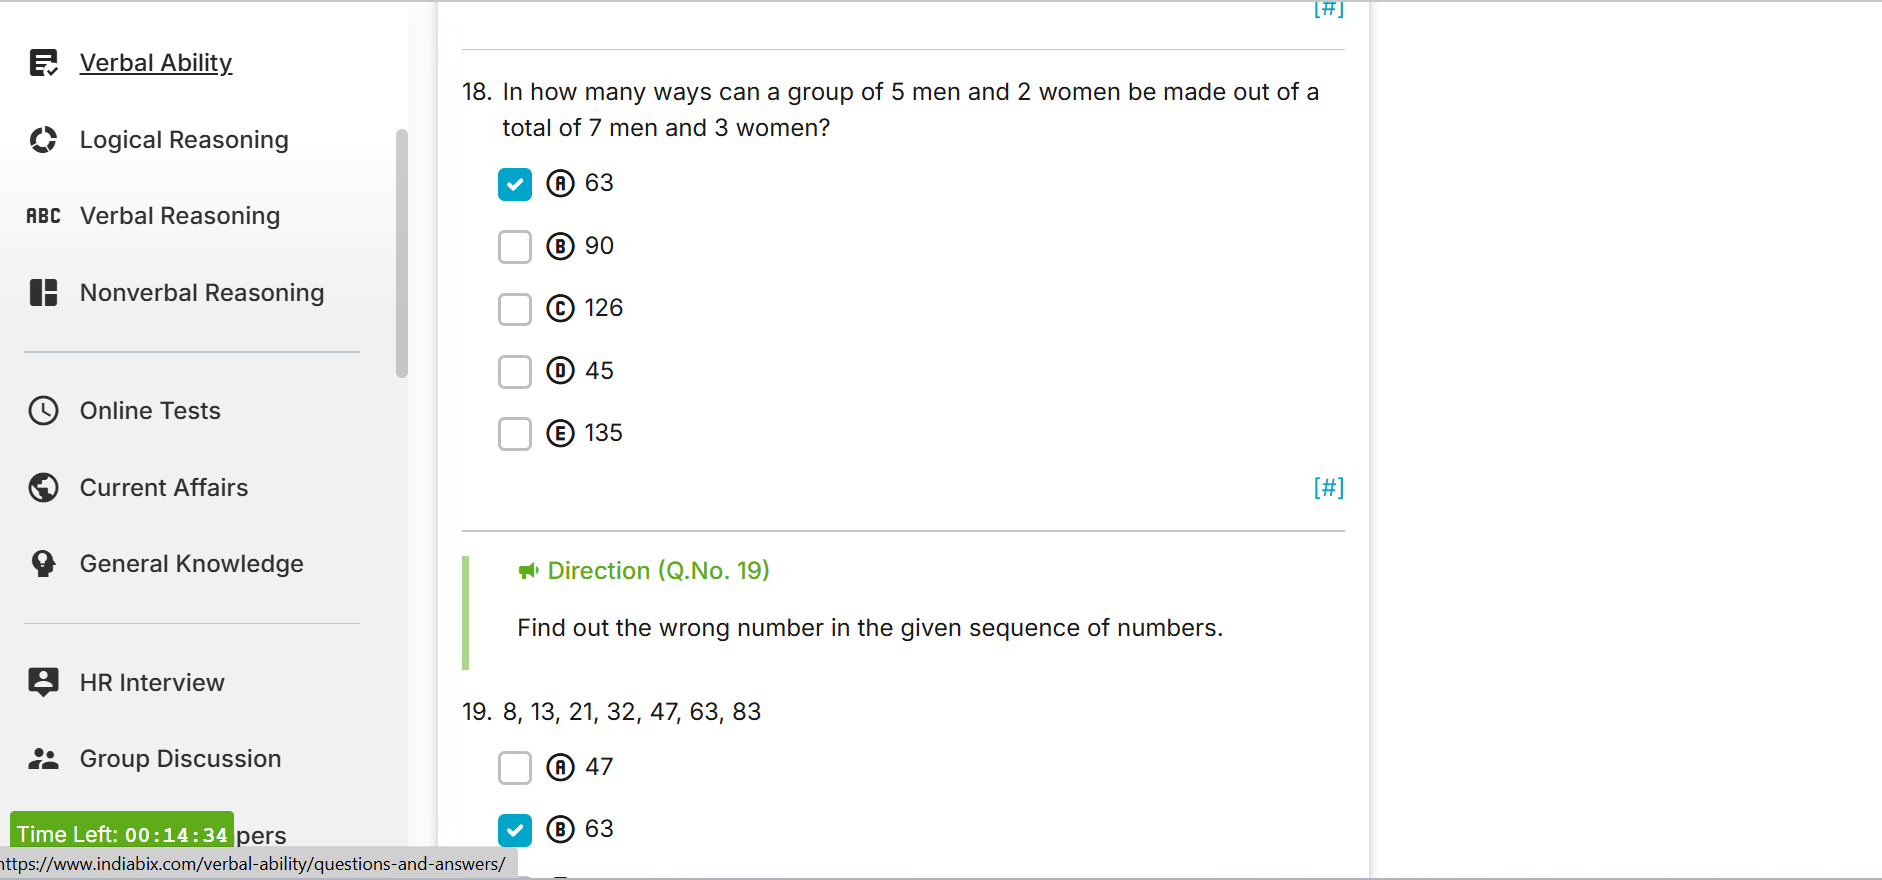 Verbal Ability
Logical Reasoning
ABC Verbal Reasoning
Nonverbal Reasoning
Online Tests
Current Affairs
General Knowledge
HR Interview
Group Discussion
Time Left: 00:14:34
pers
https://www.indiabix.com/verbal-ability/questions-and-answers/
[#]
18. In how many ways can a group of 5 men and 2 women be made out of a
total of 7 men and 3 women?
A 63
B 90
C 126
D 45
E 135
[#]
Direction (Q.No. 19)
Find out the wrong number in the given sequence of numbers.
19. 8, 13, 21, 32, 47, 63, 83
A 47
B 63